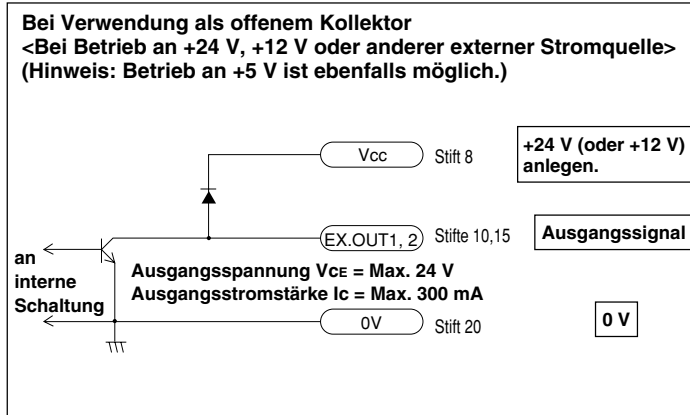 Bei Verwendung als offenem Kollektor
<Bei Betrieb an +24 V, +12 V oder anderer externer Stromquelle>
(Hinweis: Betrieb an +5 V ist ebenfalls möglich.)
Vcc
Stift 8
+24 V (oder +12 V)
anlegen.
EX.OUT1, 2
Stifte 10,15
Ausgangssignal
an
interne
Schaltung
Ausgangsspannung VCE = Max. 24 V
Ausgangsstromstärke Ic = Max. 300 mA
0V
Stift 20
0 V